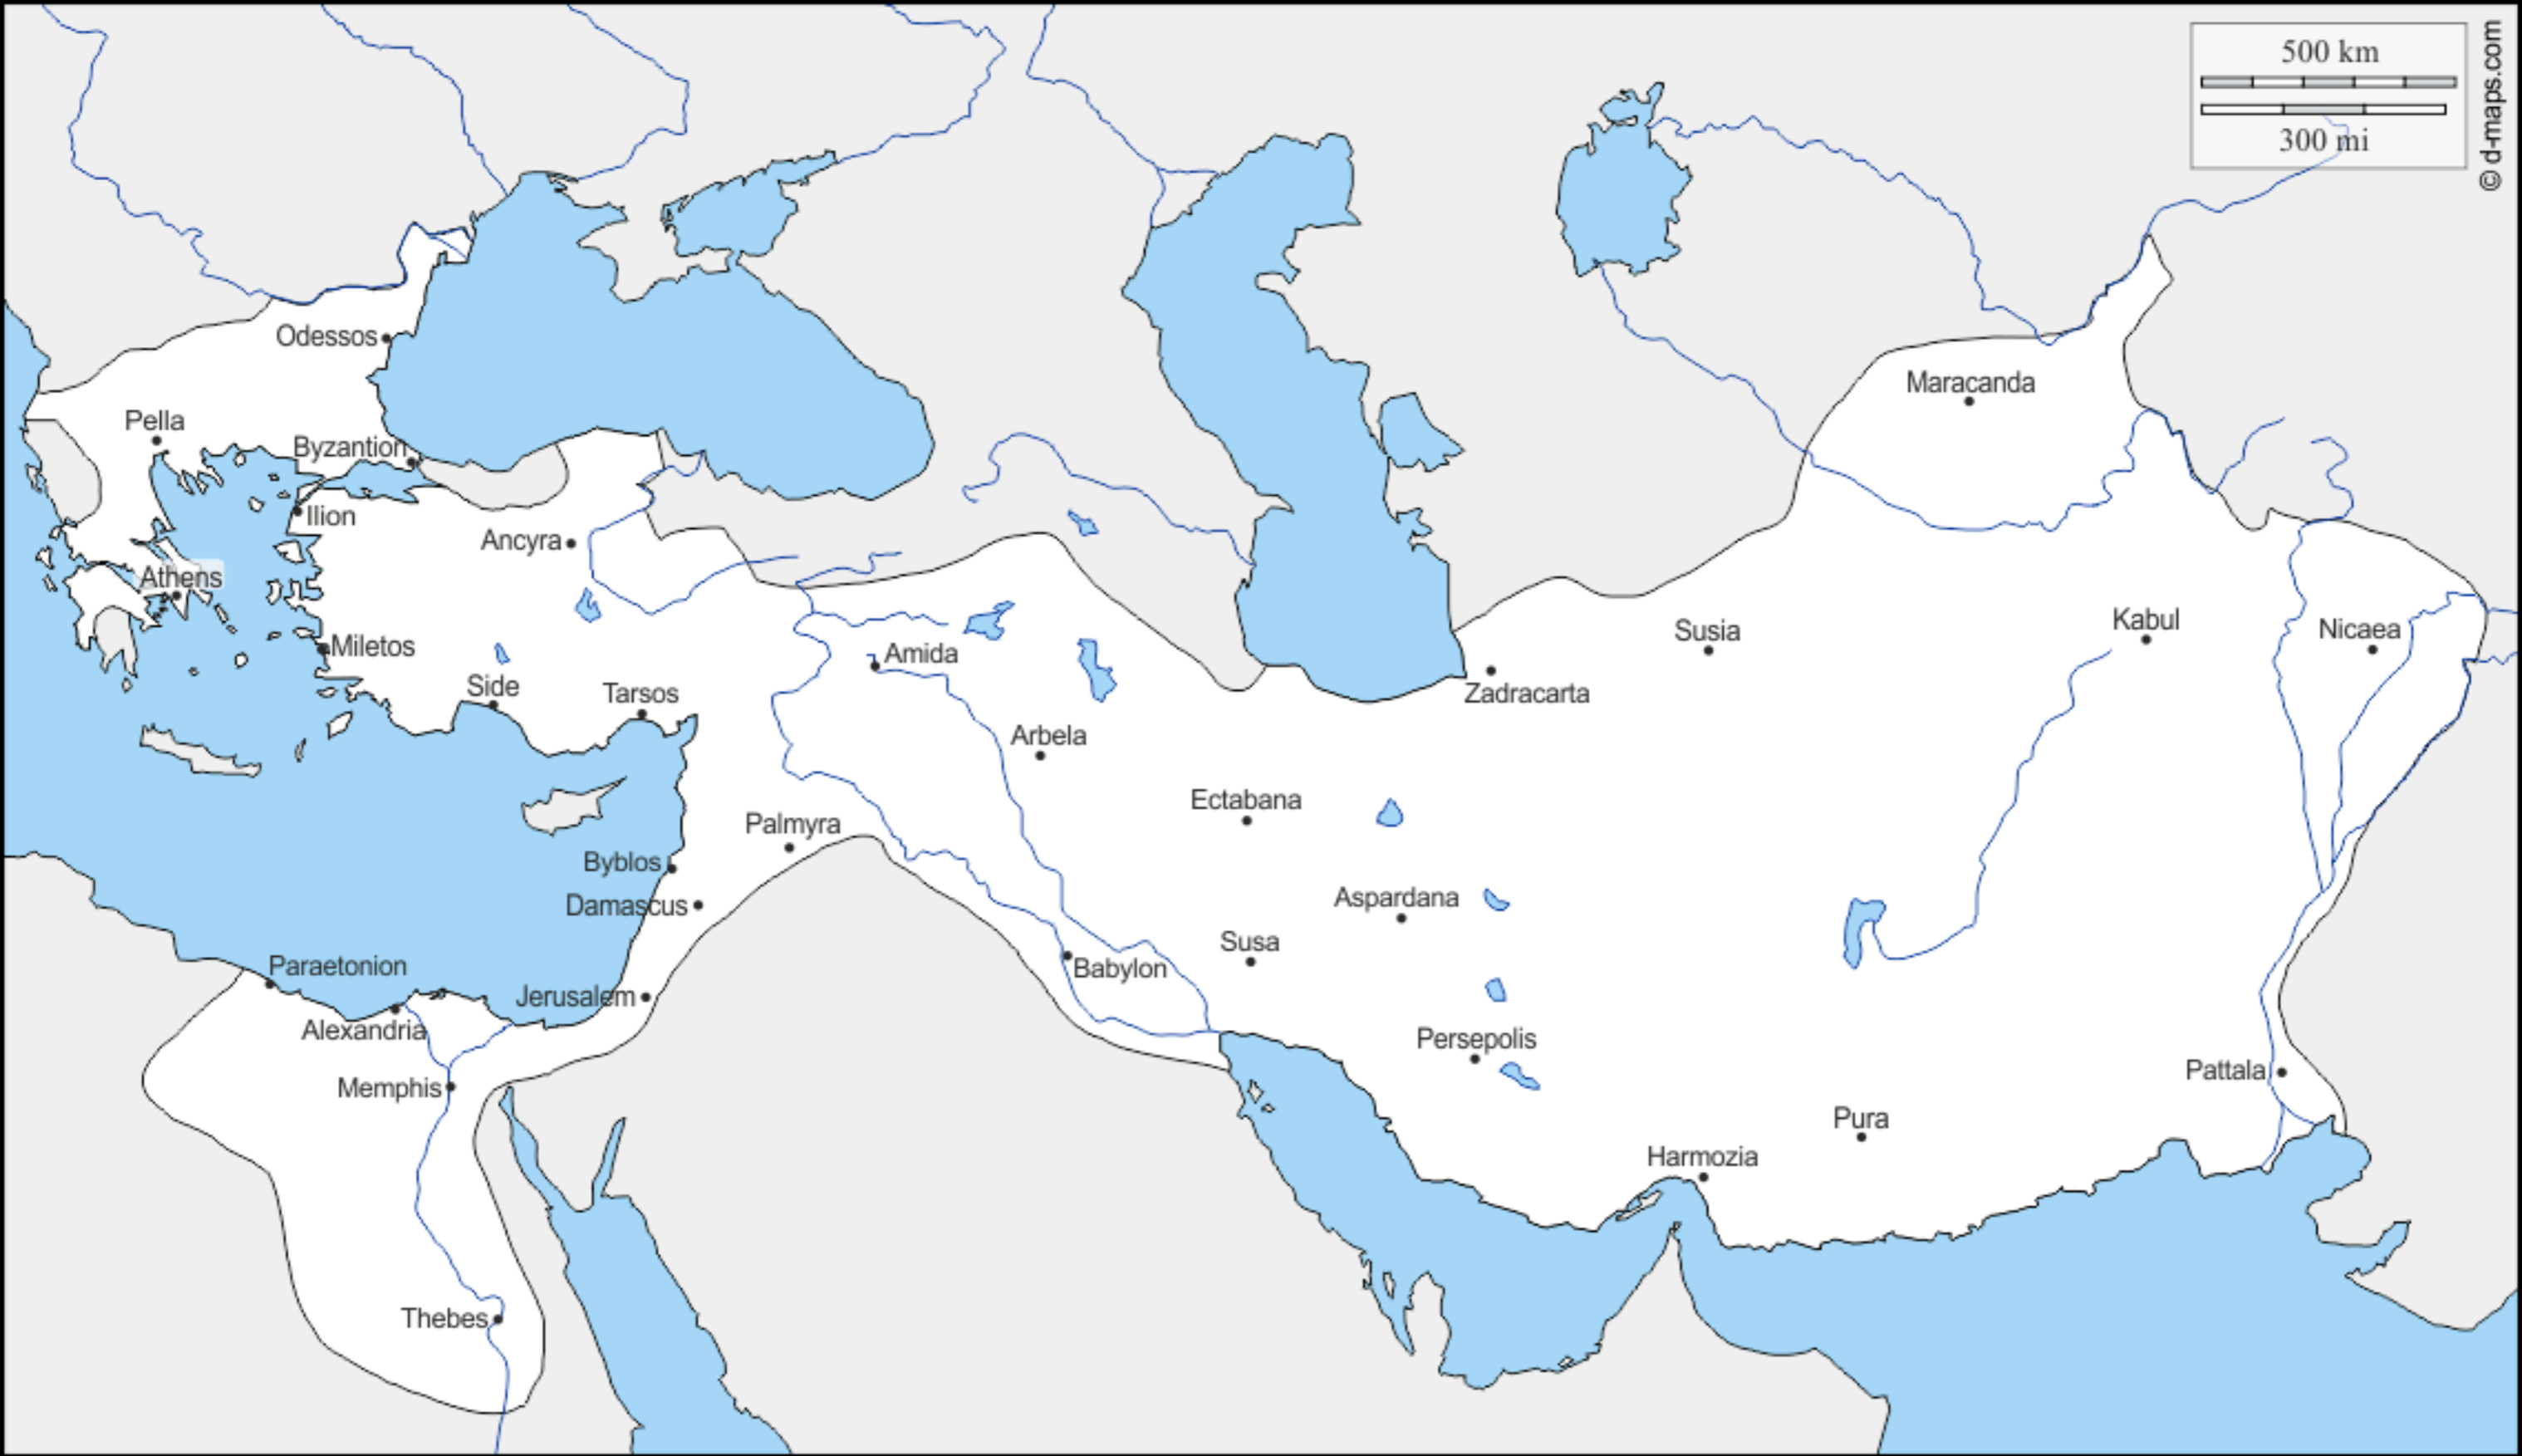 500 km
300 mi
© d-maps.com
Odessos
Maracanda
Pella
Byzantion
Ilion
Ancyra
Athens
Kabul
Nicaea
Susia
Miletos
Amida
Side
Tarsos
Zadracarta
Arbela
Ectabana
Palmyra
Byblos
Damascus
Aspardana
Susa
Paraetonion
Babylon
Jerusalem
Alexandria
Persepolis
Pattala
Memphis
Pura
Harmozia
Thebes